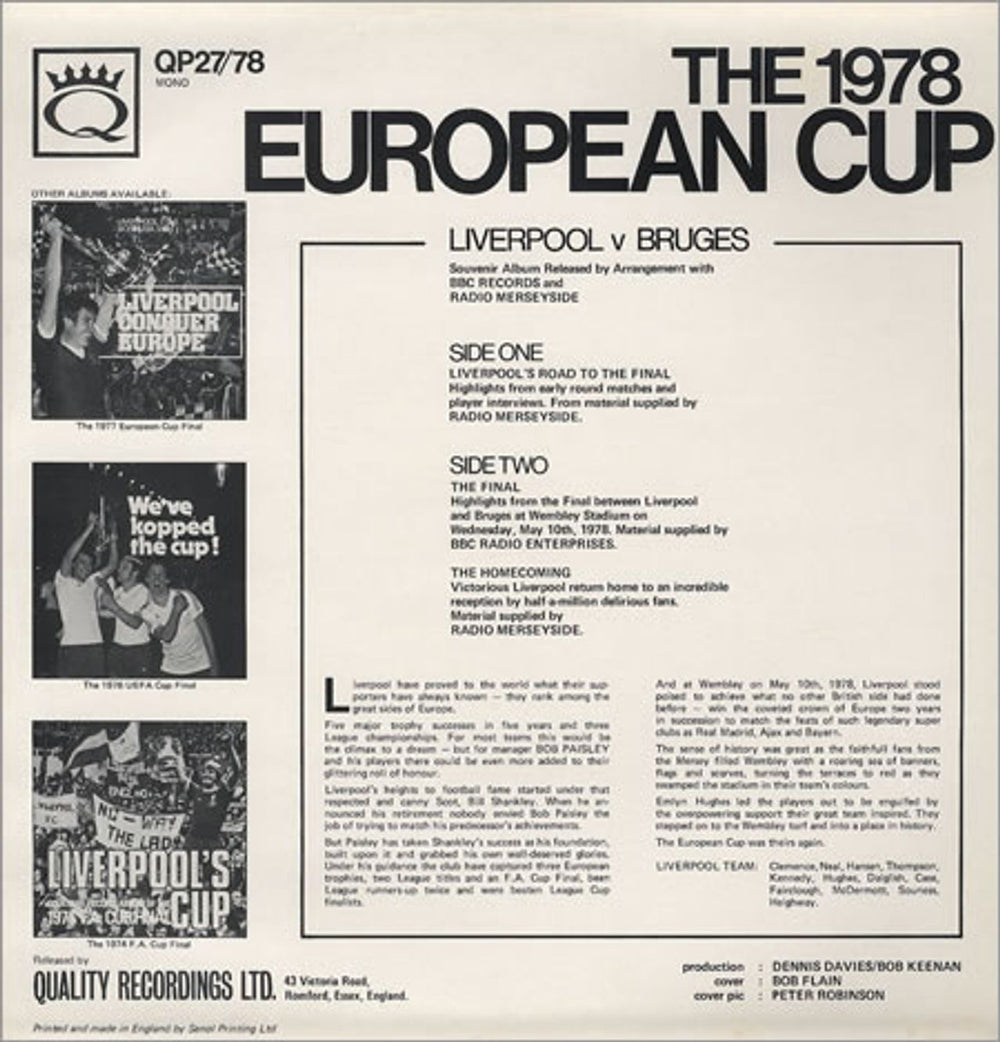 Q
QP27/78
MONO
THE 1978
EUROPEAN CUP
OTHER ALBUMS AVAILABLE:
LIVERPOOL
CONQUER
EUROPE
The 1977 European Cup Final
We've
kopped
the cup!
The 1976 UEFA Cup Final
NO-WAY
THE LADS
LIVERPOOL'S
CUP
The 1974 F.A. Cup Final
LIVERPOOL v BRUGES
Souvenir Album Released by Arrangement with
BBC RECORDS and
RADIO MERSEYSIDE
SIDE ONE
LIVERPOOL'S ROAD TO THE FINAL
Highlights from early round matches and
player interviews. From material supplied by
RADIO MERSEYSIDE.
SIDE TWO
THE FINAL
Highlights from the Final between Liverpool
and Bruges at Wembley Stadium on
Wednesday, May 10th, 1978. Material supplied by
BBC RADIO ENTERPRISES.
THE HOMECOMING
Victorious Liverpool return home to an incredible
reception by half-a-million delirious fans.
Material supplied by
RADIO MERSEYSIDE.
Liverpool have proved to the world what their sup-
porters have always known — they rank among the
great sides of Europe.
Five major trophy successes in five years and three
League championships. For most teams this would be
the climax to a dream — but for manager BOB PAISLEY
and his players there could be even more added to their
glittering roll of honour.
Liverpool's heights to football fame started under that
respected and canny Scot, Bill Shankley. When he an-
nounced his retirement nobody envied Bob Paisley the
job of trying to match his predecessor's achievements.
But Paisley has taken Shankley's success as his foundation,
built upon it and grabbed his own well-deserved glories.
Under his guidance the club have captured three European
trophies, two League titles and an F.A. Cup Final, been
League runners-up twice and were beaten League Cup
finalists.
And at Wembley on May 10th, 1978, Liverpool stood
poised to achieve what no other British side had done
before — win the coveted crown of Europe two years
in succession to match the feats of such legendary super
clubs as Real Madrid, Ajax and Bayern.
The sense of history was great as the faithfull fans from
the Mersey filled Wembley with a roaring sea of banners,
flags and scarves, turning the terraces to red as they
swamped the stadium in their team's colours.
Emlyn Hughes led the players out to be engulfed by
the overpowering support their great team inspired. They
stepped on to the Wembley turf and into a place in history.
The European Cup was theirs again.
LIVERPOOL TEAM: Clemence, Neal, Hansen, Thompson,
Kennedy, Hughes, Dalglish, Case,
Fairclough, McDermott, Souness,
Heighway.
Released by
QUALITY RECORDINGS LTD. 43 Victoria Road,
Romford, Essex, England.
production : DENNIS DAVIES/BOB KEENAN
cover : BOB FLAIN
cover pic : PETER ROBINSON
Printed and made in England by Senol Printing Ltd